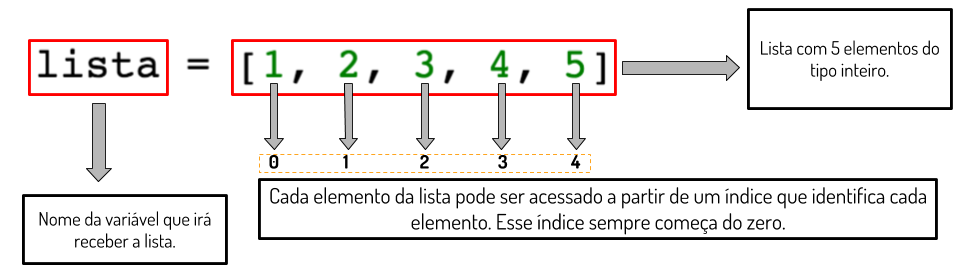 lista = [1, 2, 3, 4, 5]
Lista com 5 elementos do
tipo inteiro.
0 1 2 3 4
Nome da variável que irá
receber a lista.
Cada elemento da lista pode ser acessado a partir de um índice que identifica cada
elemento. Esse índice sempre começa do zero.